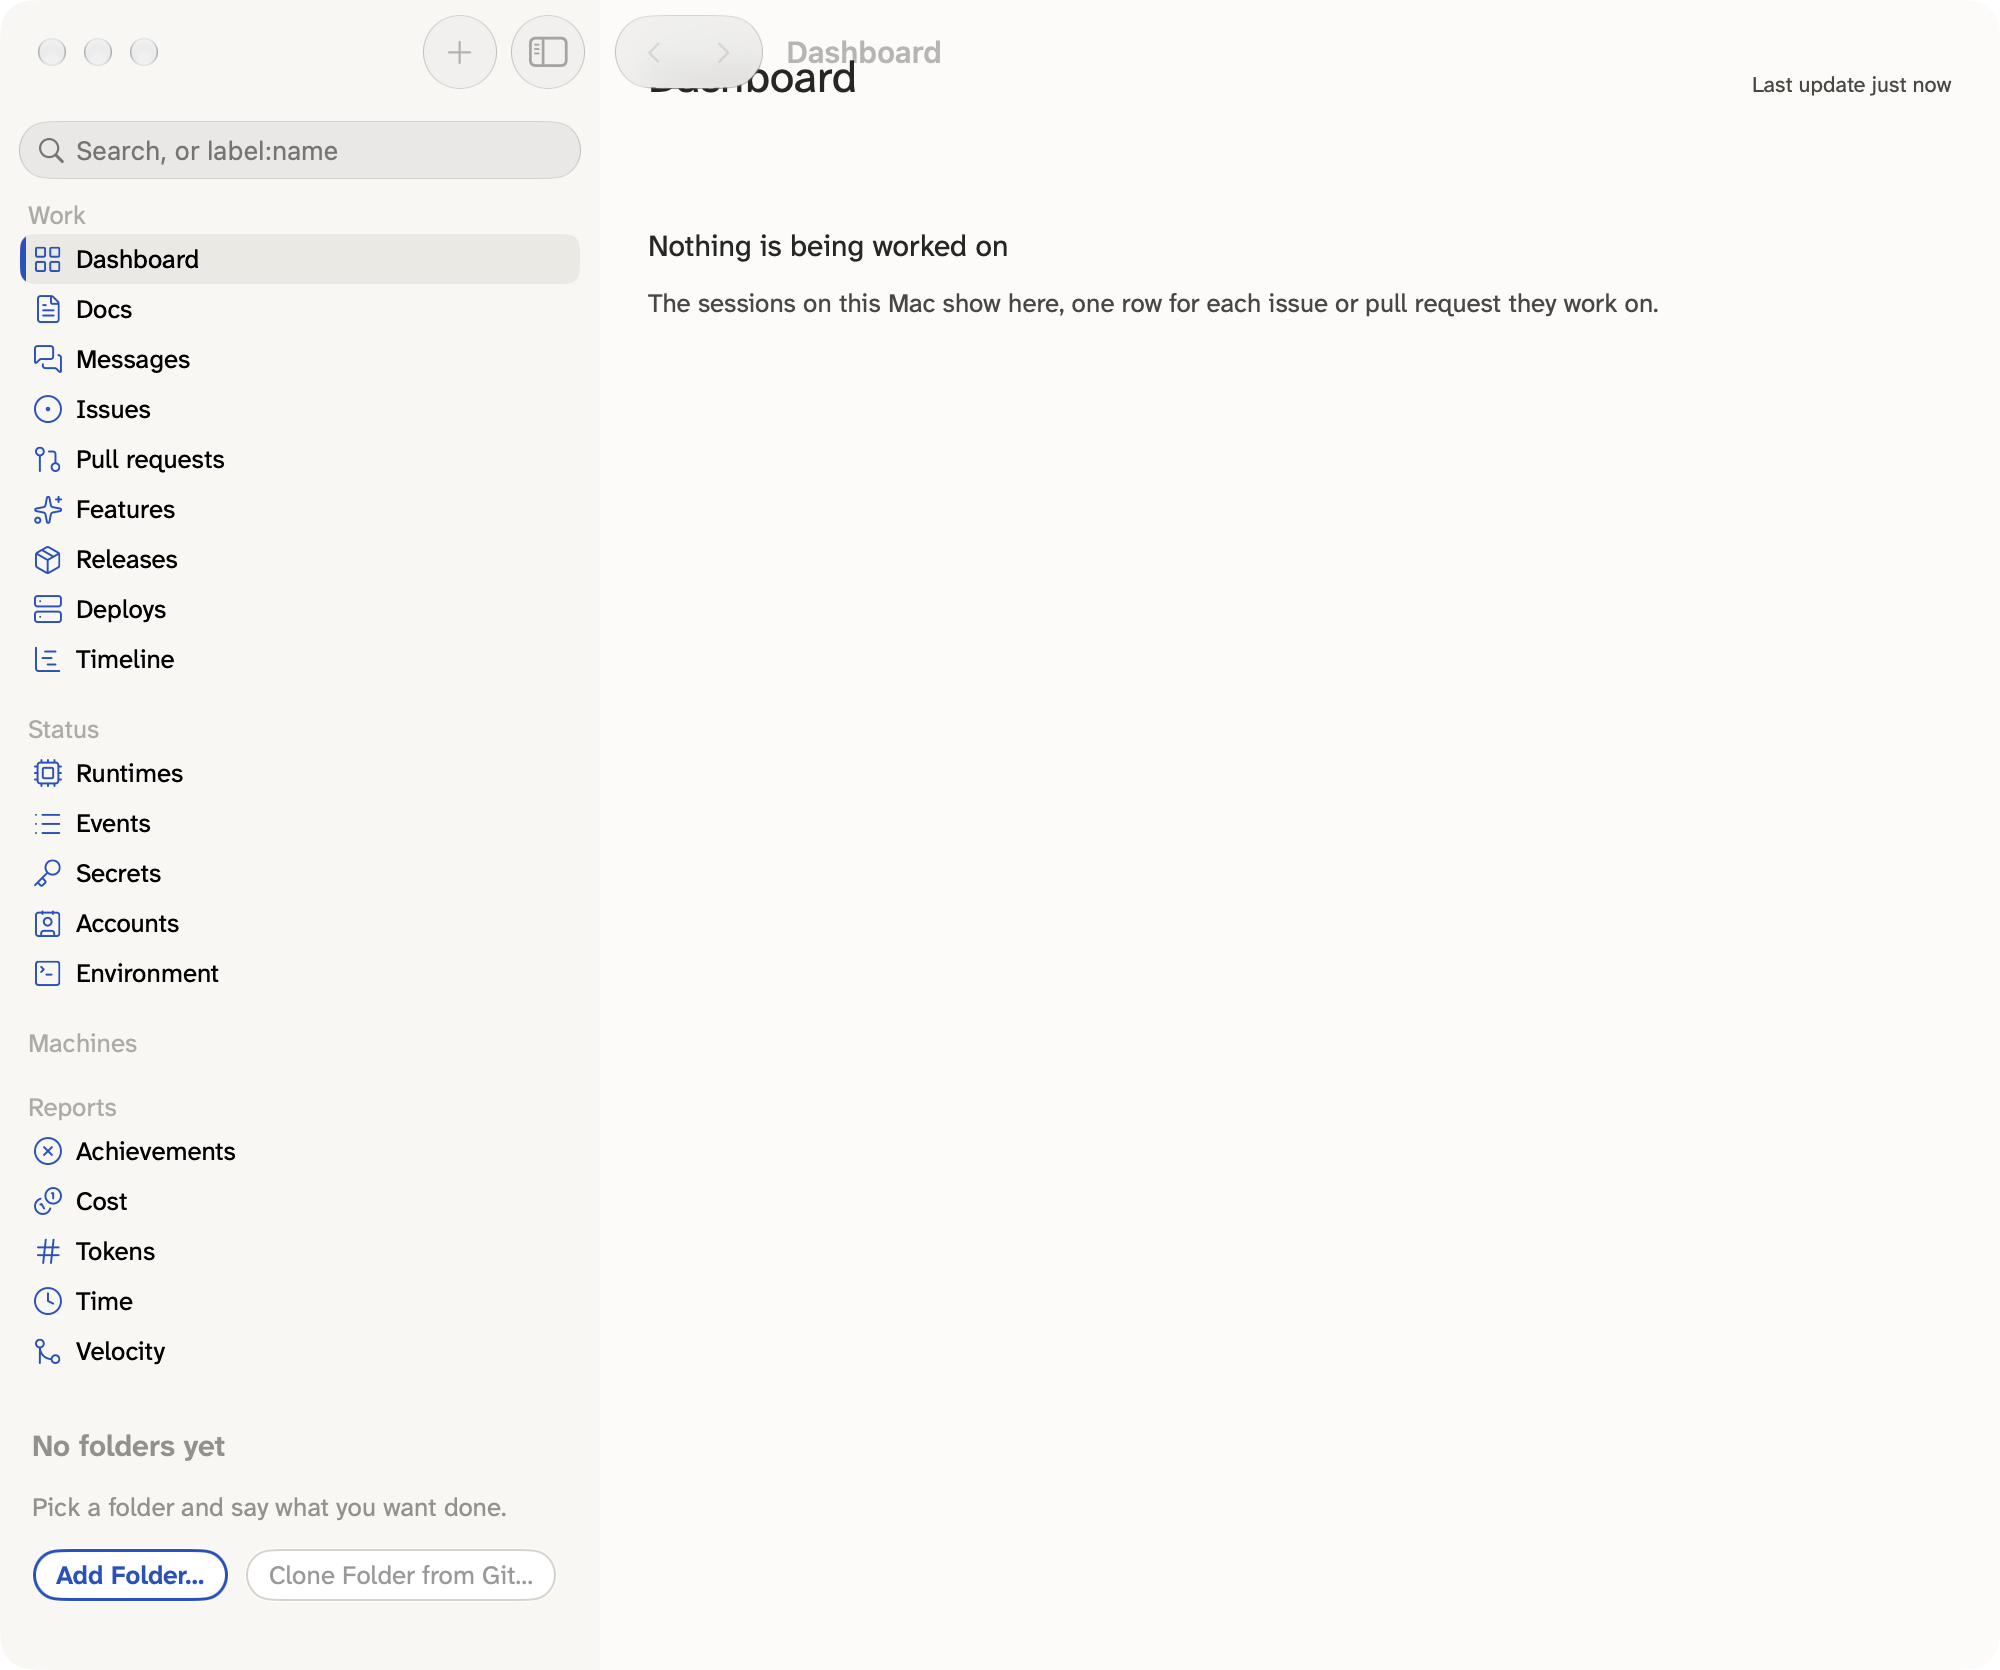 Dashboard
Dashboard
Last update just now
Search, or label:name
Work
Dashboard
Docs
Messages
Issues
Pull requests
Features
Releases
Deploys
Timeline
Status
Runtimes
Events
Secrets
Accounts
Environment
Machines
Reports
Achievements
Cost
Tokens
Time
Velocity
No folders yet
Pick a folder and say what you want done.
Add Folder...
Clone Folder from Git...
Nothing is being worked on
The sessions on this Mac show here, one row for each issue or pull request they work on.